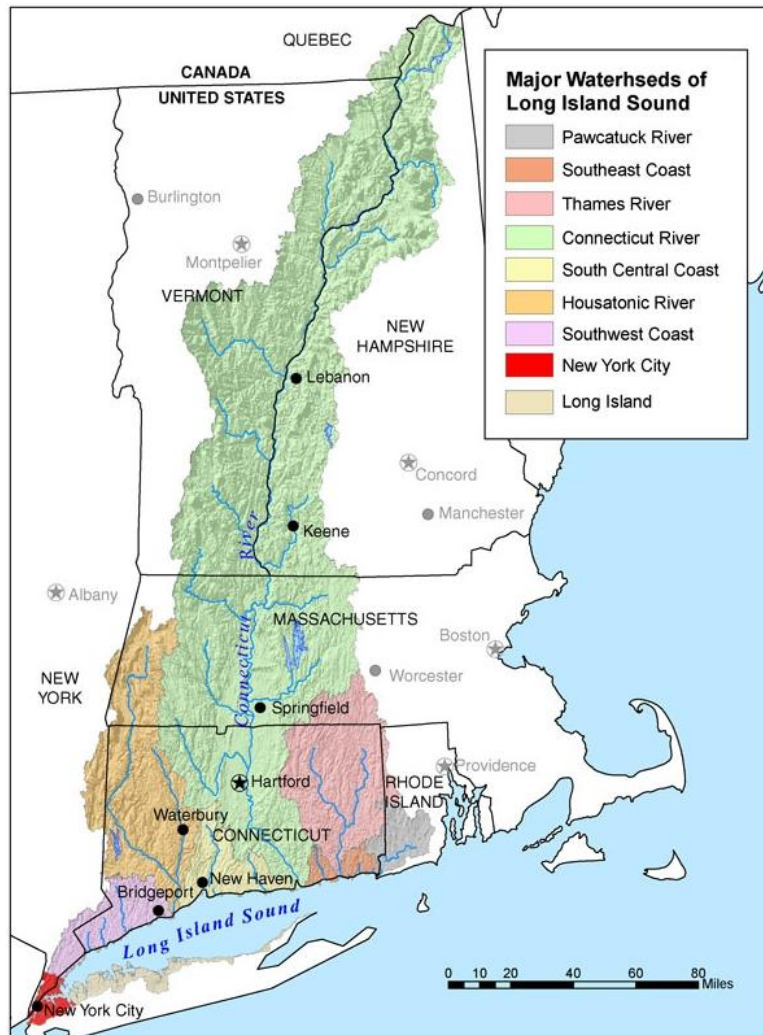 QUEBEC
CANADA
UNITED STATES
Major Waterhseds of
Long Island Sound
Pawcatuck River
Southeast Coast
Thames River
Connecticut River
South Central Coast
Housatonic River
Southwest Coast
New York City
Long Island
Burlington
Montpelier
VERMONT
NEW
HAMPSHIRE
Lebanon
Concord
Manchester
Keene
Connecticut River
Albany
MASSACHUSETTS
Boston
NEW
YORK
Worcester
Springfield
Hartford
Providence
RHODE
ISLAND
Waterbury
CONNECTICUT
New Haven
Bridgeport
Long Island Sound
New York City
0 10 20 40 60 80
Miles